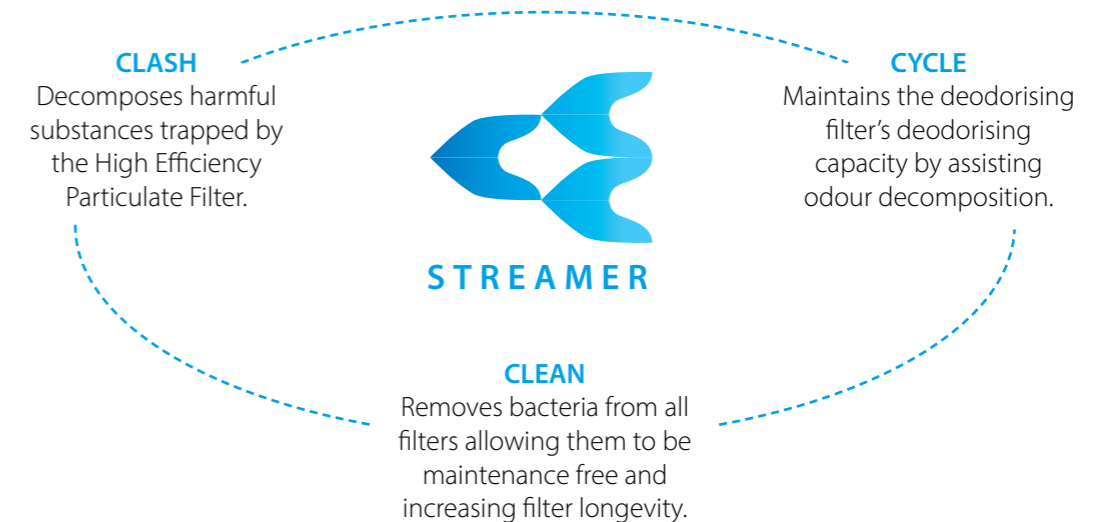 CLASH
Decomposes harmful
substances trapped by
the High Efficiency
Particulate Filter.
CYCLE
Maintains the deodorising
filter's deodorising
capacity by assisting
odour decomposition.
STREAMER
CLEAN
Removes bacteria from all
filters allowing them to be
maintenance free and
increasing filter longevity.